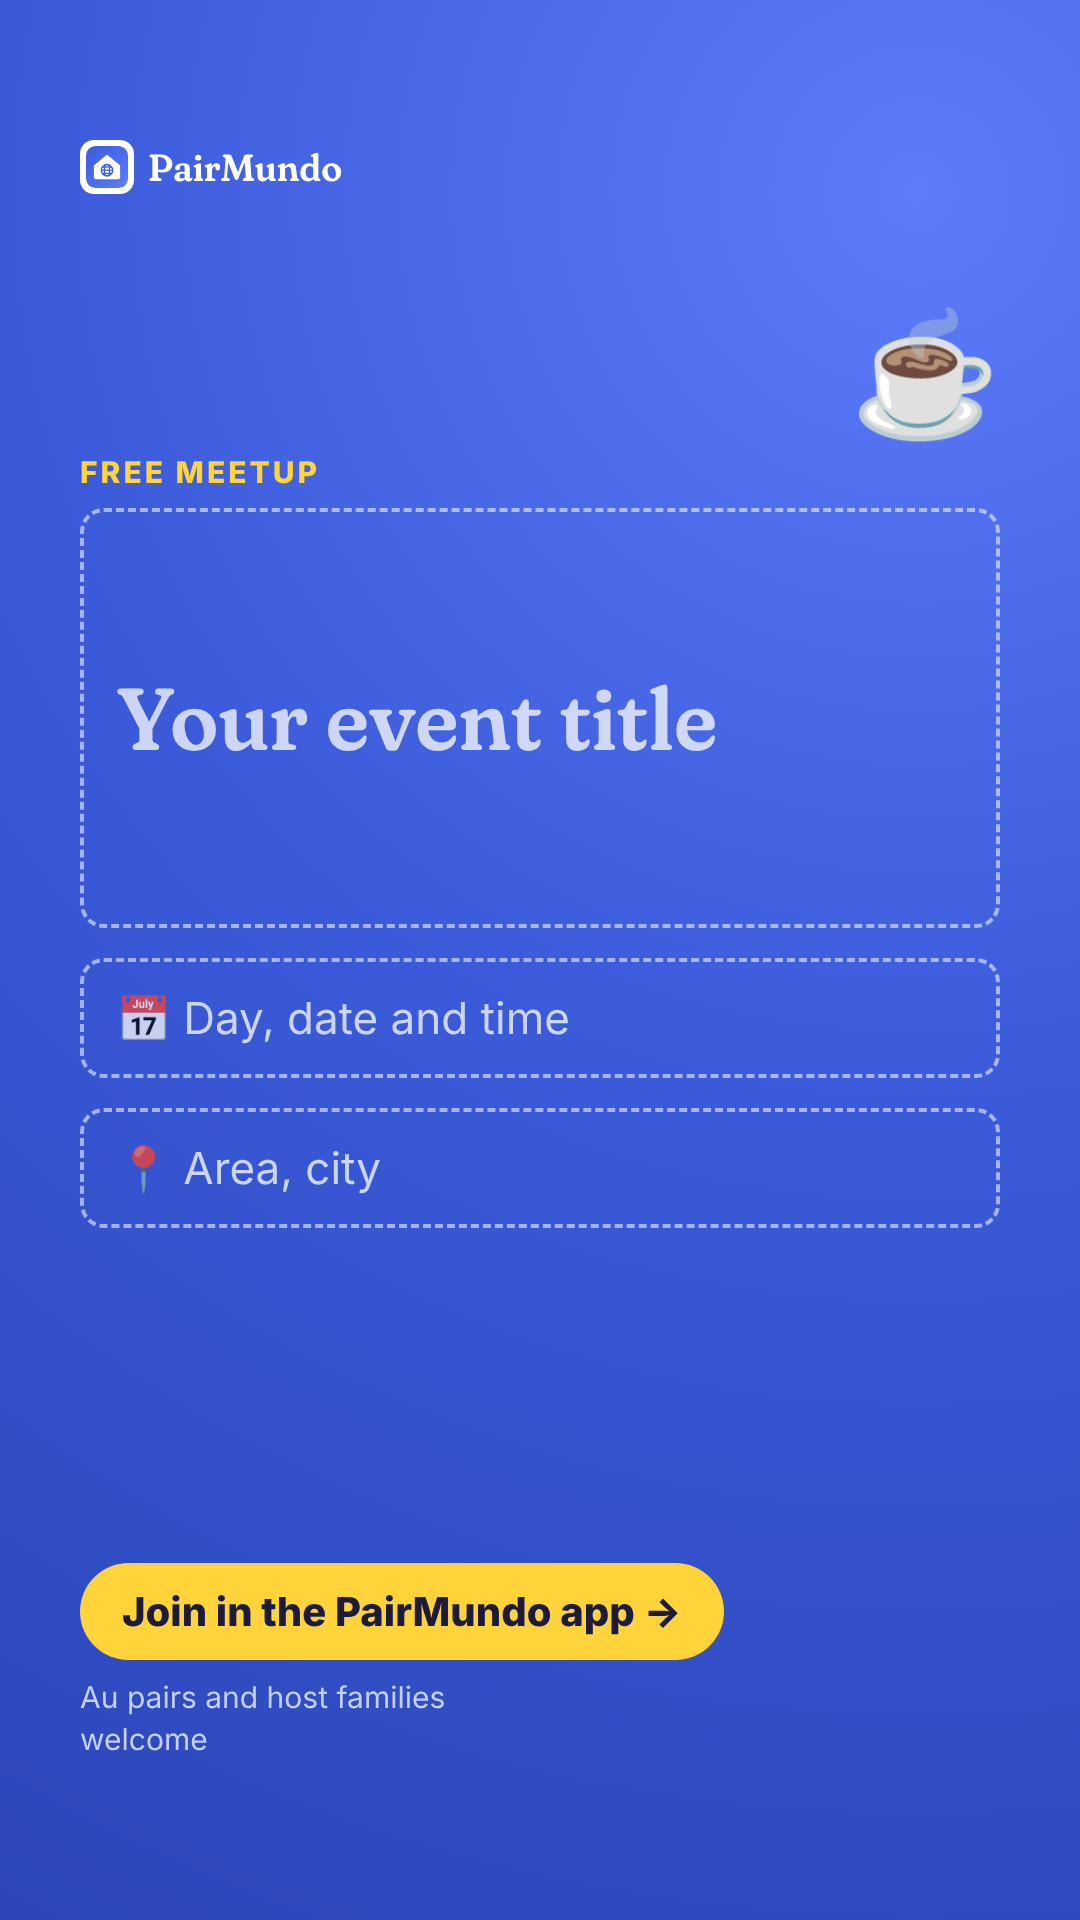 PairMundo
FREE MEETUP
Your event title
July
17
Day, date and time
Area, city
Join in the PairMundo app →
Au pairs and host families
welcome